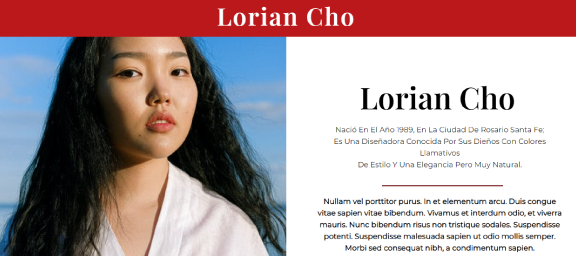 Lorian Cho
Lorian Cho
Nació En El Año 1989, En La Ciudad De Rosario Santa Fe;
Es Una Diseñadora Conocida Por Sus Dieños Con Colores
Llamativos
De Estilo Y Una Elegancia Pero Muy Natural.
Nullam vel porttitor purus. In et elementum arcu. Duis congue
vitae sapien vitae bibendum. Vivamus et interdum odio, et viverra
mauris. Nunc bibendum risus non tristique sodales. Suspendisse
potenti. Suspendisse malesuada sapien ut odio mollis semper.
Morbi sed consequat nibh, a condimentum sapien.